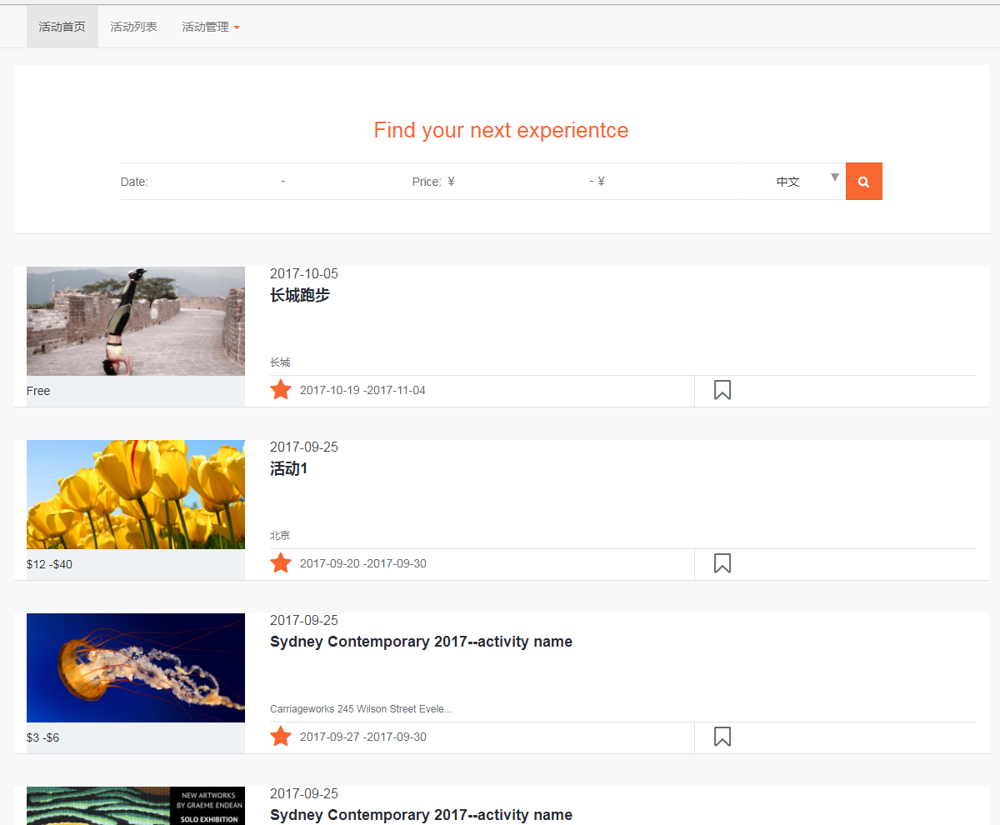 活动首页 活动列表 活动管理
Find your next experientce
Date: - Price: ¥ - ¥ 中文
2017-10-05
长城跑步
长城
Free
2017-10-19 -2017-11-04
2017-09-25
活动1
北京
$12 -$40
2017-09-20 -2017-09-30
2017-09-25
Sydney Contemporary 2017--activity name
Carriageworks 245 Wilson Street Evele...
$3 -$6
2017-09-27 -2017-09-30
NEW ARTWORKS
BY GRAEME ENDEAN
SOLO EXHIBITION
2017-09-25
Sydney Contemporary 2017--activity name